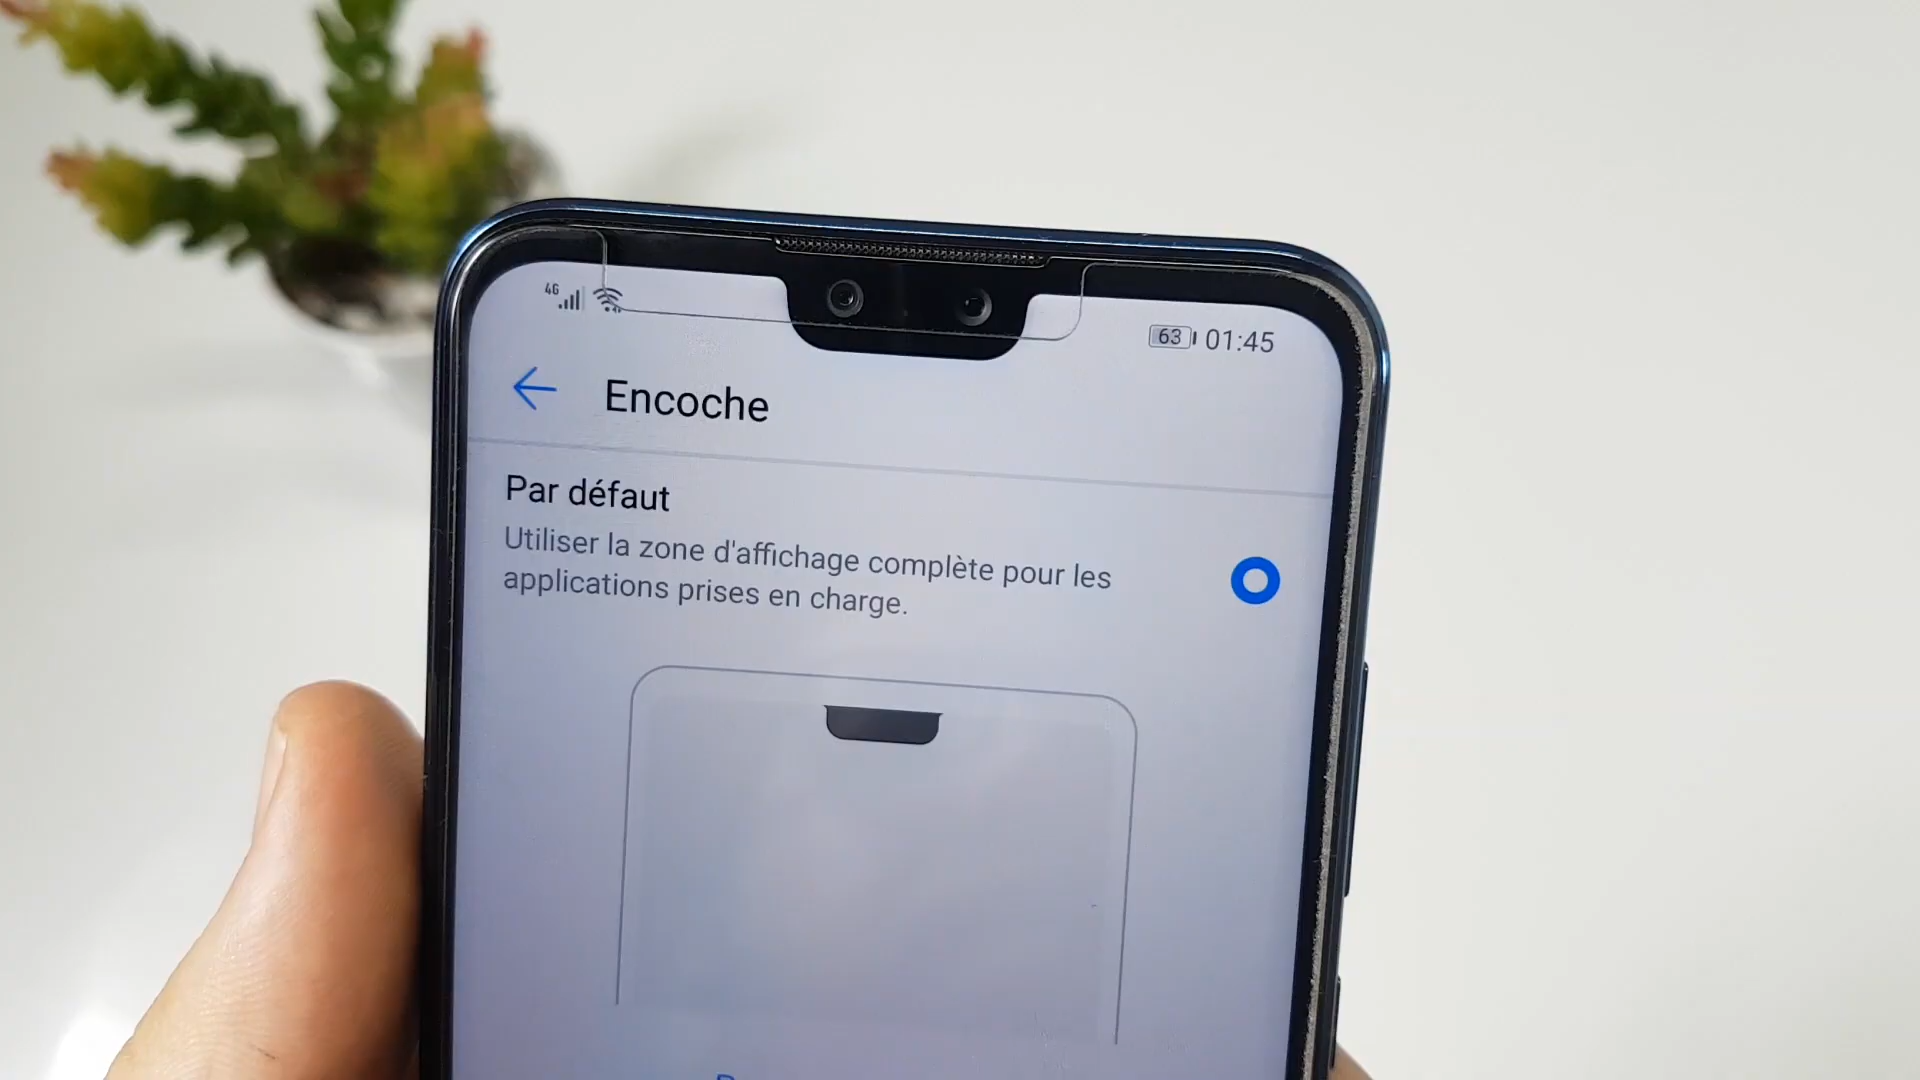 4G
63 01:45
Encoche
Par défaut
Utiliser la zone d'affichage complète pour les
applications prises en charge.